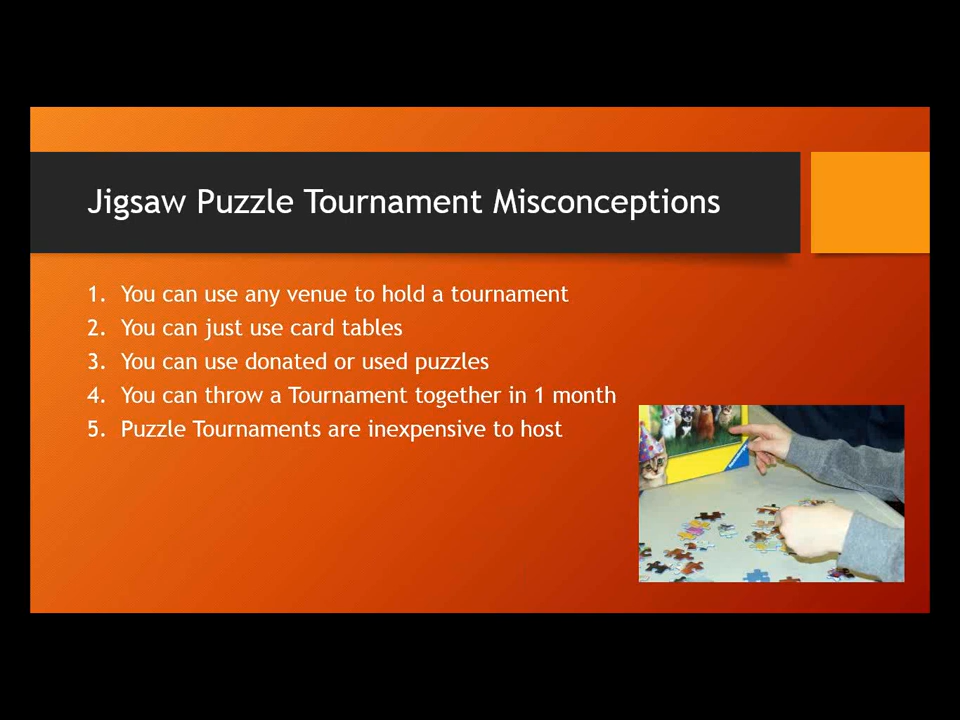 Jigsaw Puzzle Tournament Misconceptions
1. You can use any venue to hold a tournament
2. You can just use card tables
3. You can use donated or used puzzles
4. You can throw a Tournament together in 1 month
5. Puzzle Tournaments are inexpensive to host